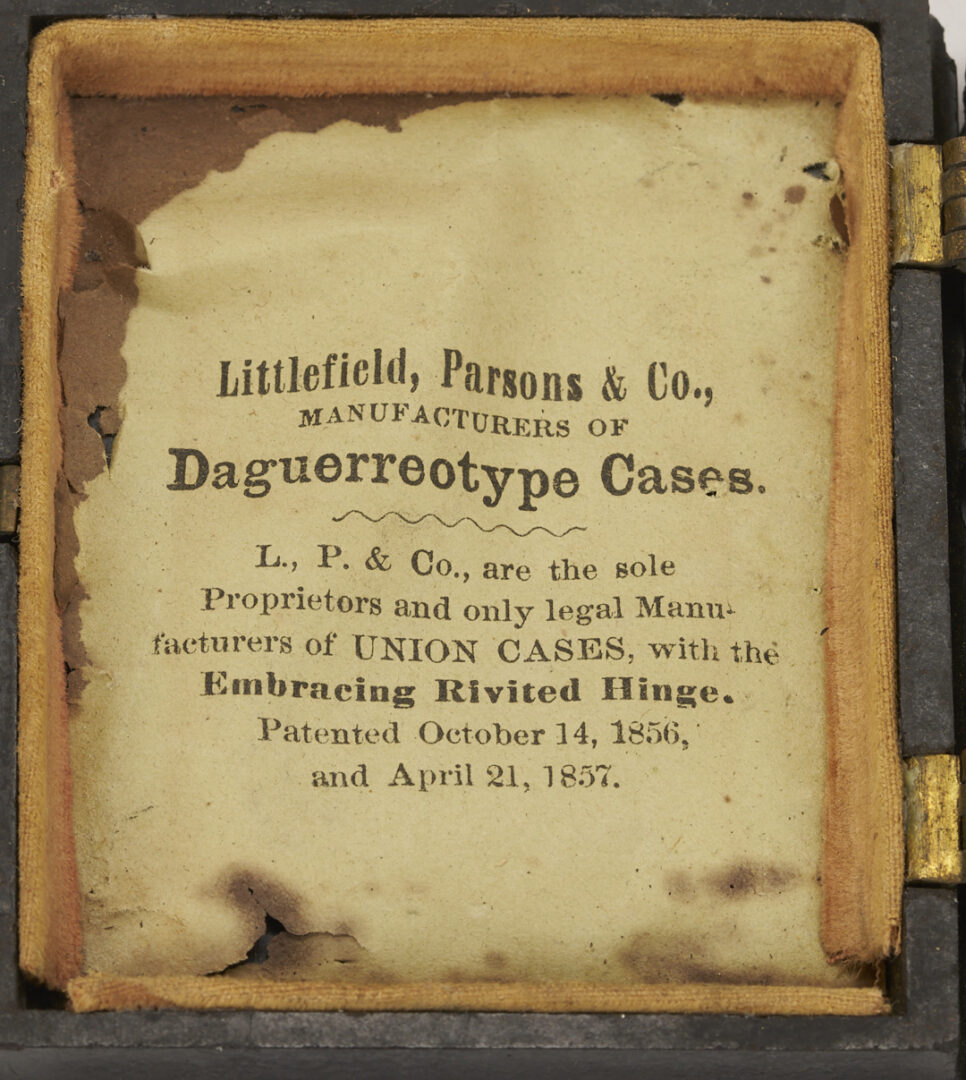 Littlefield, Parsons & Co.,
MANUFACTURERS OF
Daguerreotype Cases.
L., P. & Co., are the sole
Proprietors and only legal Manu-
facturers of UNION CASES, with the
Embracing Rivited Hinge.
Patented October 14, 1856,
and April 21, 1857.